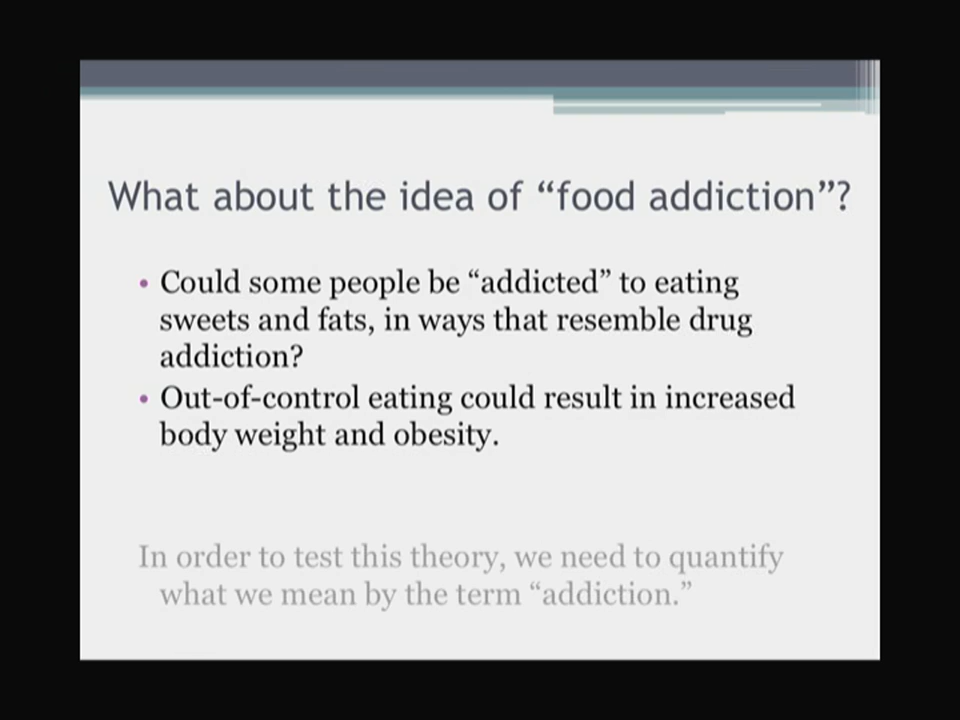 What about the idea of “food addiction”?
• Could some people be “addicted” to eating
sweets and fats, in ways that resemble drug
addiction?
• Out-of-control eating could result in increased
body weight and obesity.
In order to test this theory, we need to quantify
what we mean by the term “addiction.”